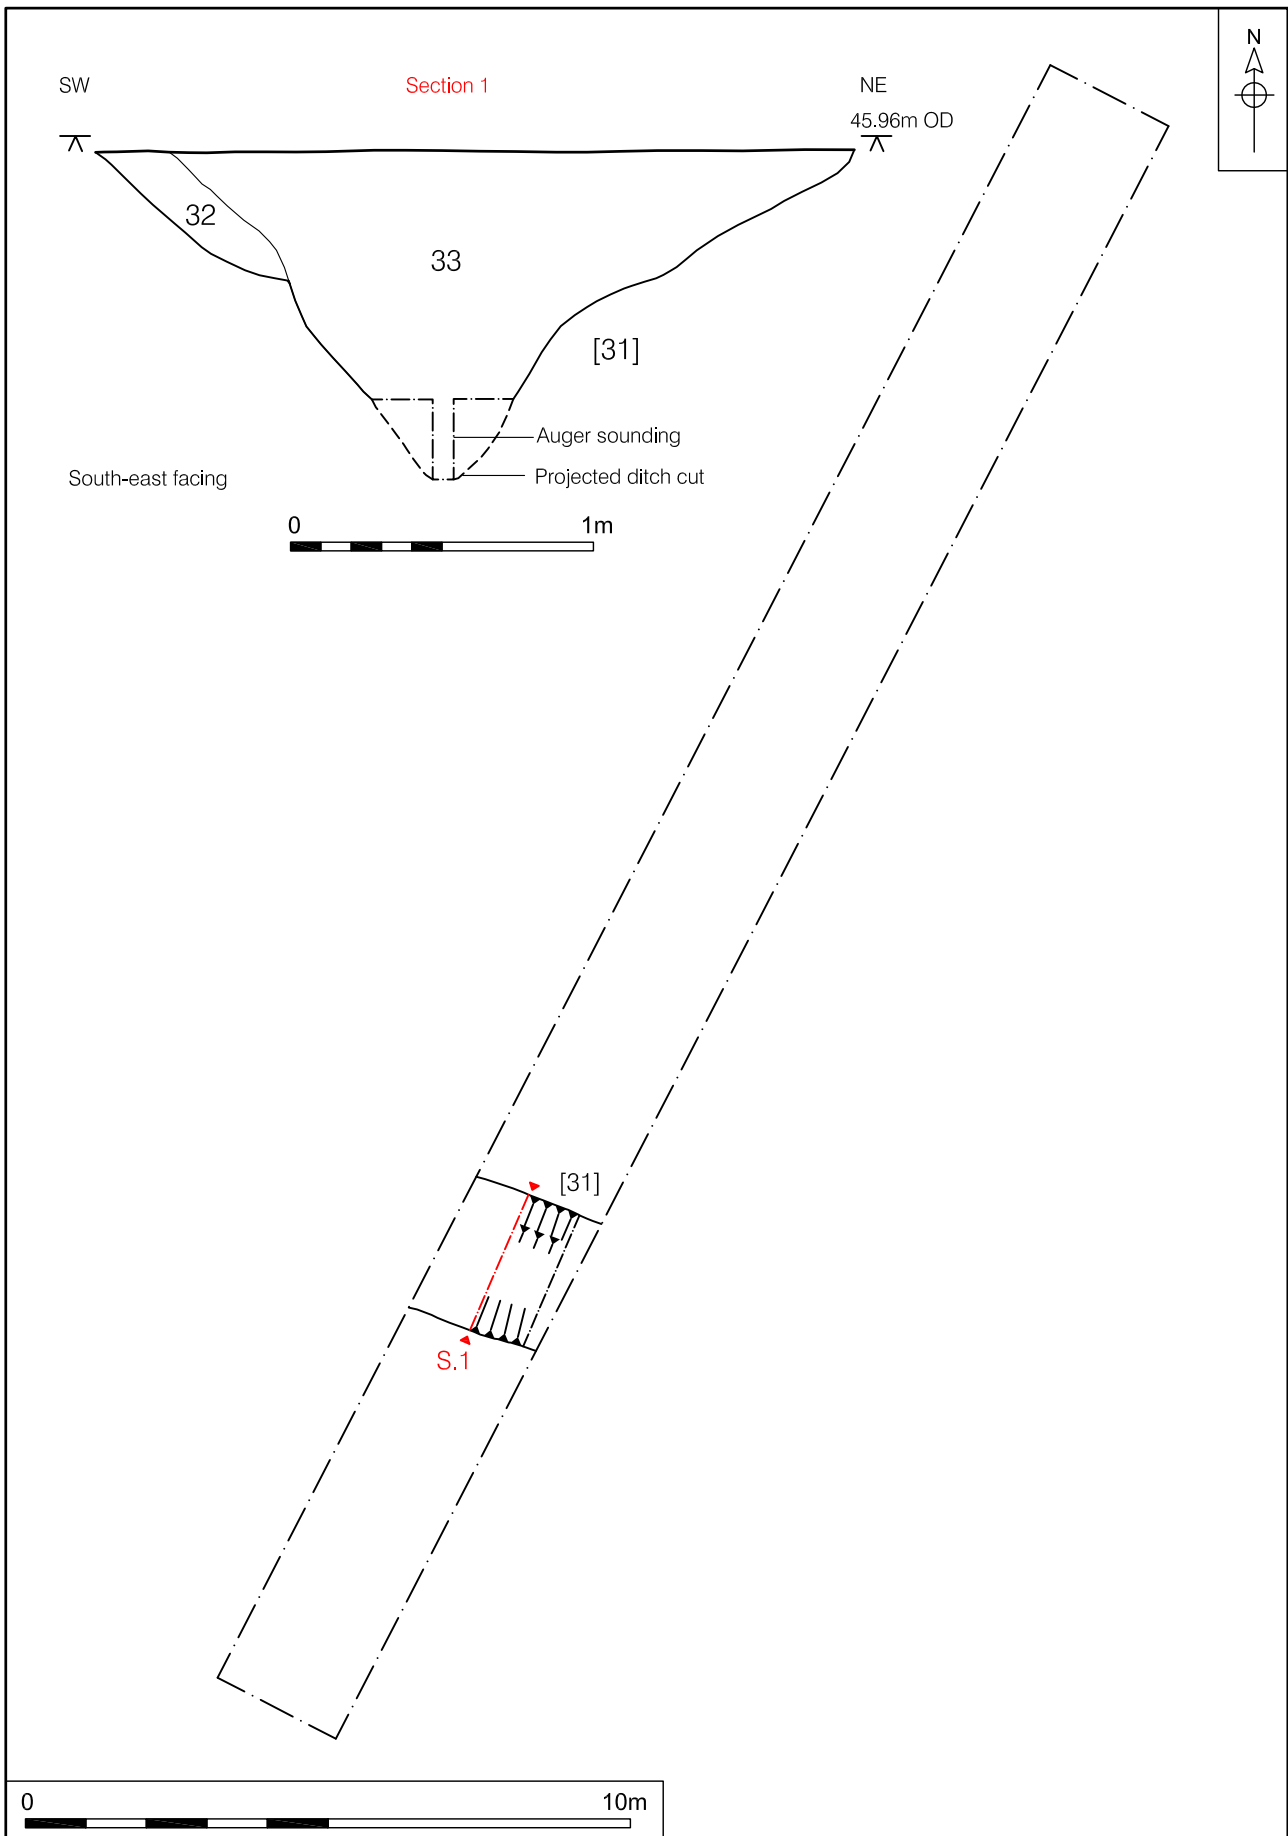 N
SW
Section 1
NE
45.96m OD
32
33
[31]
Auger sounding
South-east facing
Projected ditch cut
0 1m
[31]
S.1
0 10m